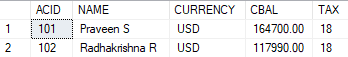 ACID NAME CURRENCY CBAL TAX
1 101 Praveen S USD 164700.00 18
2 102 Radhakrishna R USD 117990.00 18